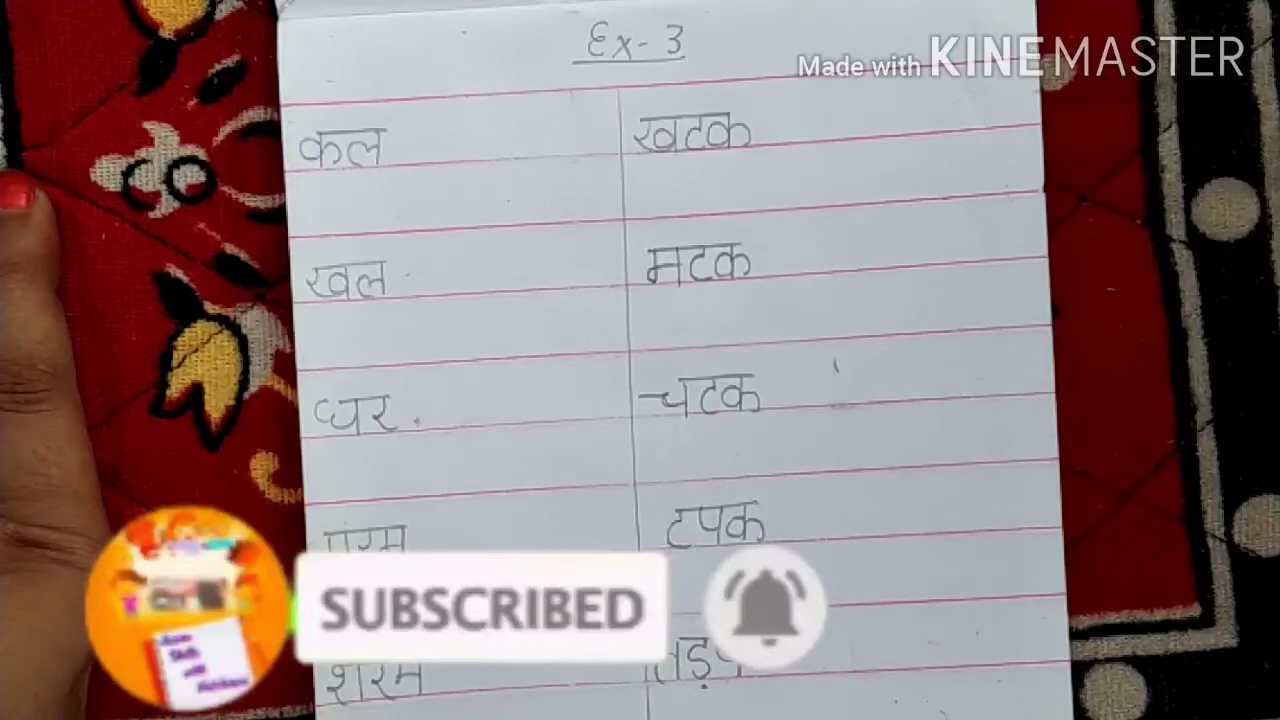 Ex-3
Made with KINEMASTER
कल
खटक
खल
मटक
घर.
चटक
टपक
SUBSCRIBED
शरम